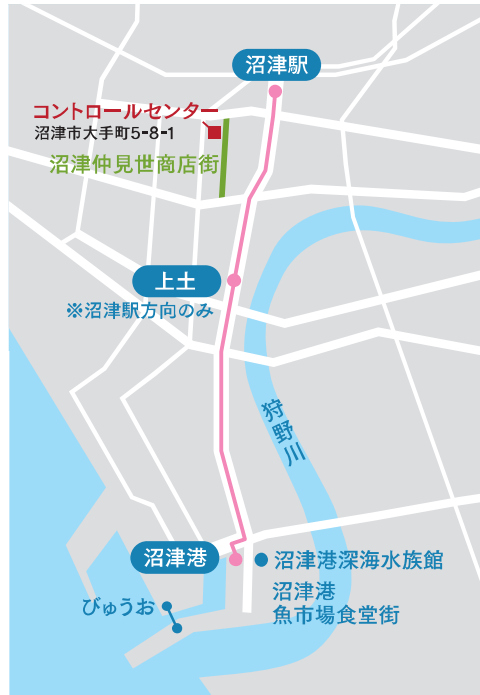 沼津駅
コントロールセンター
沼津市大手町5-8-1
沼津仲見世商店街
上土
※沼津駅方向のみ
狩野川
沼津港
沼津港深海水族館
沼津港
魚市場食堂街
びゅうお